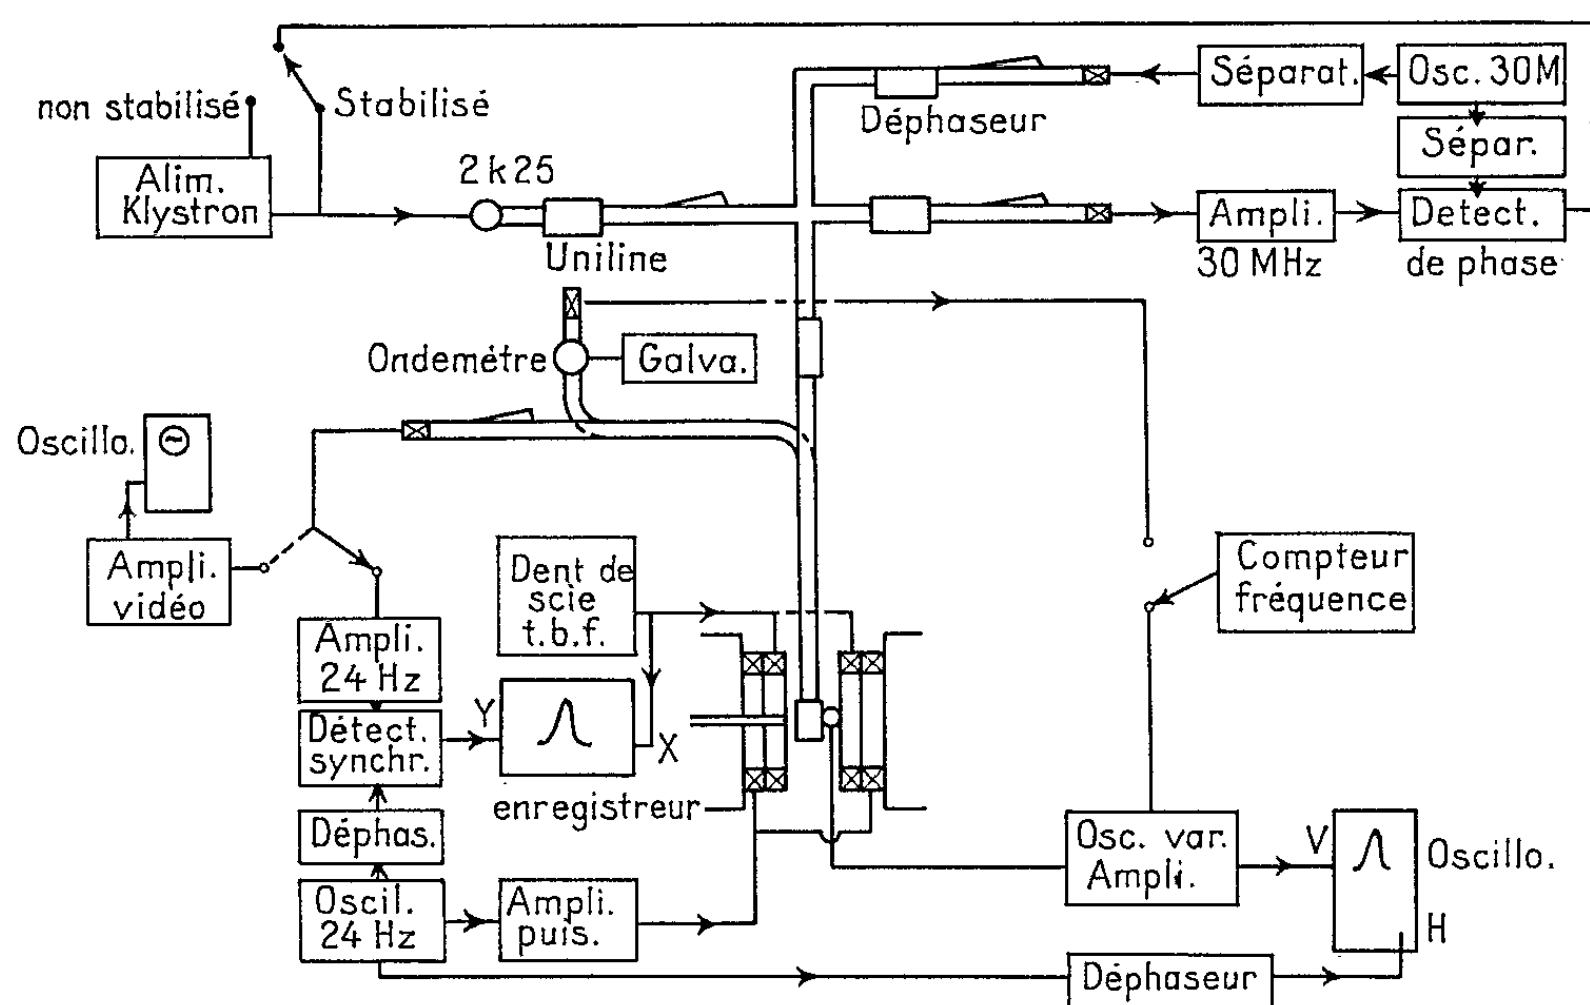 Séparat.
Osc. 30M
non stabilisé
Stabilisé
Déphaseur
Sépar.
Alim.
Klystron
2k25
Uniline
Ampli.
30 MHz
Detect.
de phase
Ondemétre
Galva.
Oscillo.
Ampli.
vidéo
Dent de
scie
t.b.f.
Compteur
fréquence
Ampli.
24 Hz
Détect.
synchr.
Y
X
enregistreur
Déphas.
Oscil.
24 Hz
Ampli.
puis.
Osc. var.
Ampli.
V
Oscillo.
H
Déphaseur